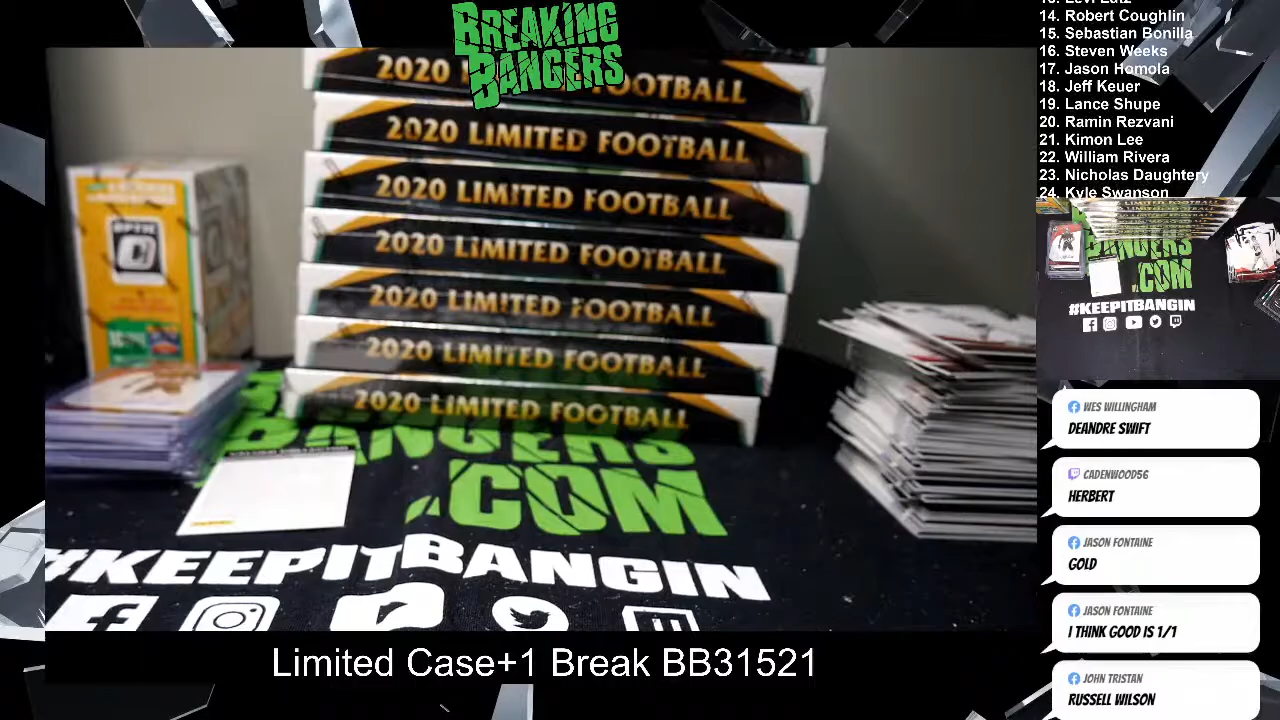 BREAKING
BANGERS
2020 LIMITED FOOTBALL
2020 LIMITED FOOTBALL
2020 LIMITED FOOTBALL
2020 LIMITED FOOTBALL
2020 LIMITED FOOTBALL
2020 LIMITED FOOTBALL
OPTIC
BANGERS
.COM
#KEEPITBANGIN
Limited Case+1 Break BB31521
14. Robert Coughlin
15. Sebastian Bonilla
16. Steven Weeks
17. Jason Homola
18. Jeff Keuer
19. Lance Shupe
20. Ramin Rezvani
21. Kimon Lee
22. William Rivera
23. Nicholas Daughtery
24. Kyle Swanson
2020 LIMITED FOOTBALL
BANGERS
.COM
#KEEPITBANGIN
WES WILLINGHAM
DEANDRE SWIFT
CADENWOOD56
HERBERT
JASON FONTAINE
GOLD
JASON FONTAINE
I THINK GOOD IS 1/1
JOHN TRISTAN
RUSSELL WILSON